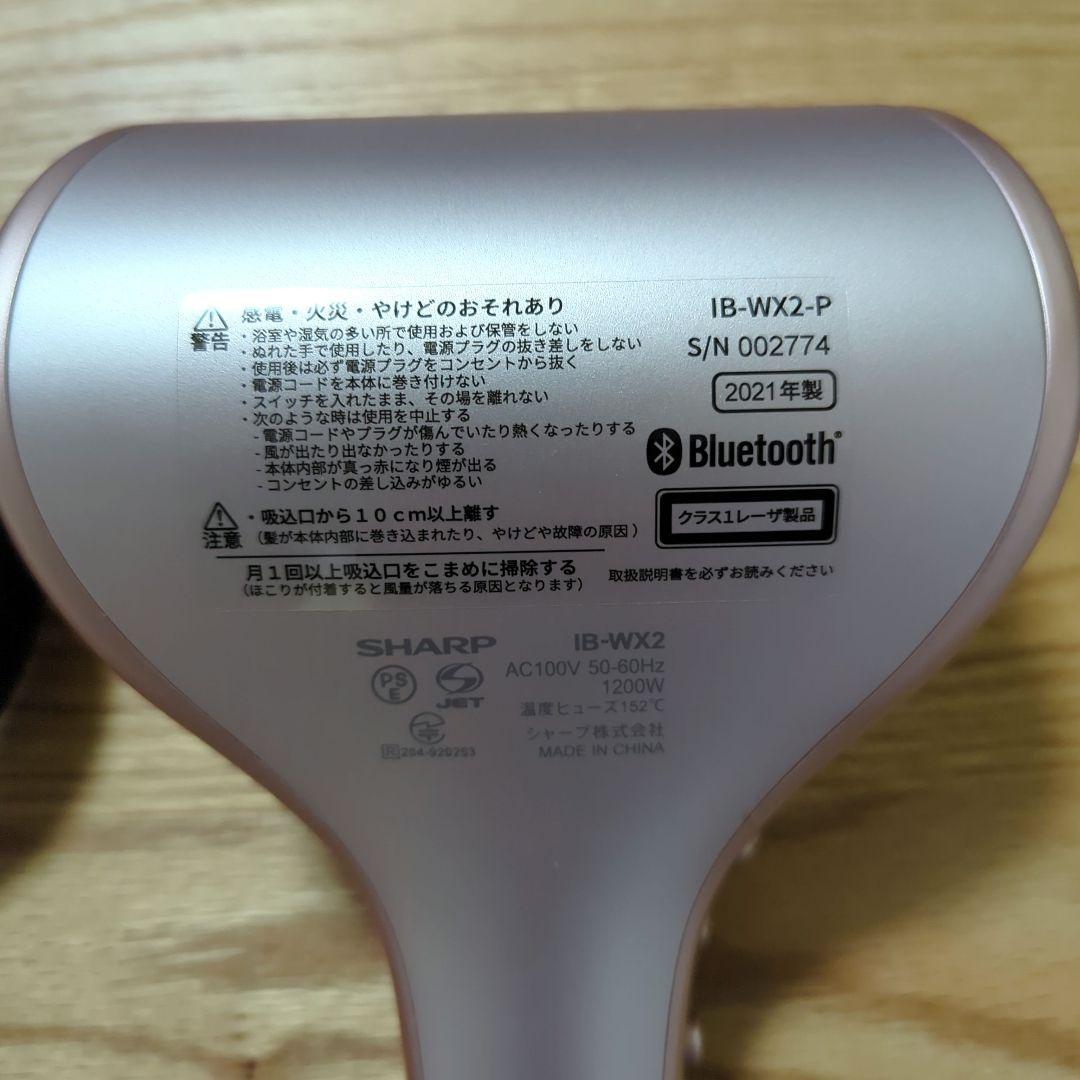 警告
感電・火災・やけどのおそれあり
・浴室や湿気の多い所で使用および保管をしない
・ぬれた手で使用したり、電源プラグの抜き差しをしない
・使用後は必ず電源プラグをコンセントから抜く
・電源コードを本体に巻き付けない
・スイッチを入れたまま、その場を離れない
・次のような時は使用を中止する
-電源コードやプラグが傷んでいたり熱くなったりする
-風が出たり出なかったりする
-本体内部が真っ赤になり煙が出る
-コンセントの差し込みがゆるい
注意
・吸込口から10cm以上離す
(髪が本体内部に巻き込まれたり、やけどや故障の原因)
月1回以上吸込口をこまめに掃除する
(ほこりが付着すると風量が落ちる原因となります)
IB-WX2-P
S/N 002774
2021年製
Bluetooth®
クラス1レーザ製品
取扱説明書を必ずお読みください
SHARP
PS
E
JET
R 204-920253
IB-WX2
AC100V 50-60Hz
1200W
温度ヒューズ152℃
シャープ株式会社
MADE IN CHINA